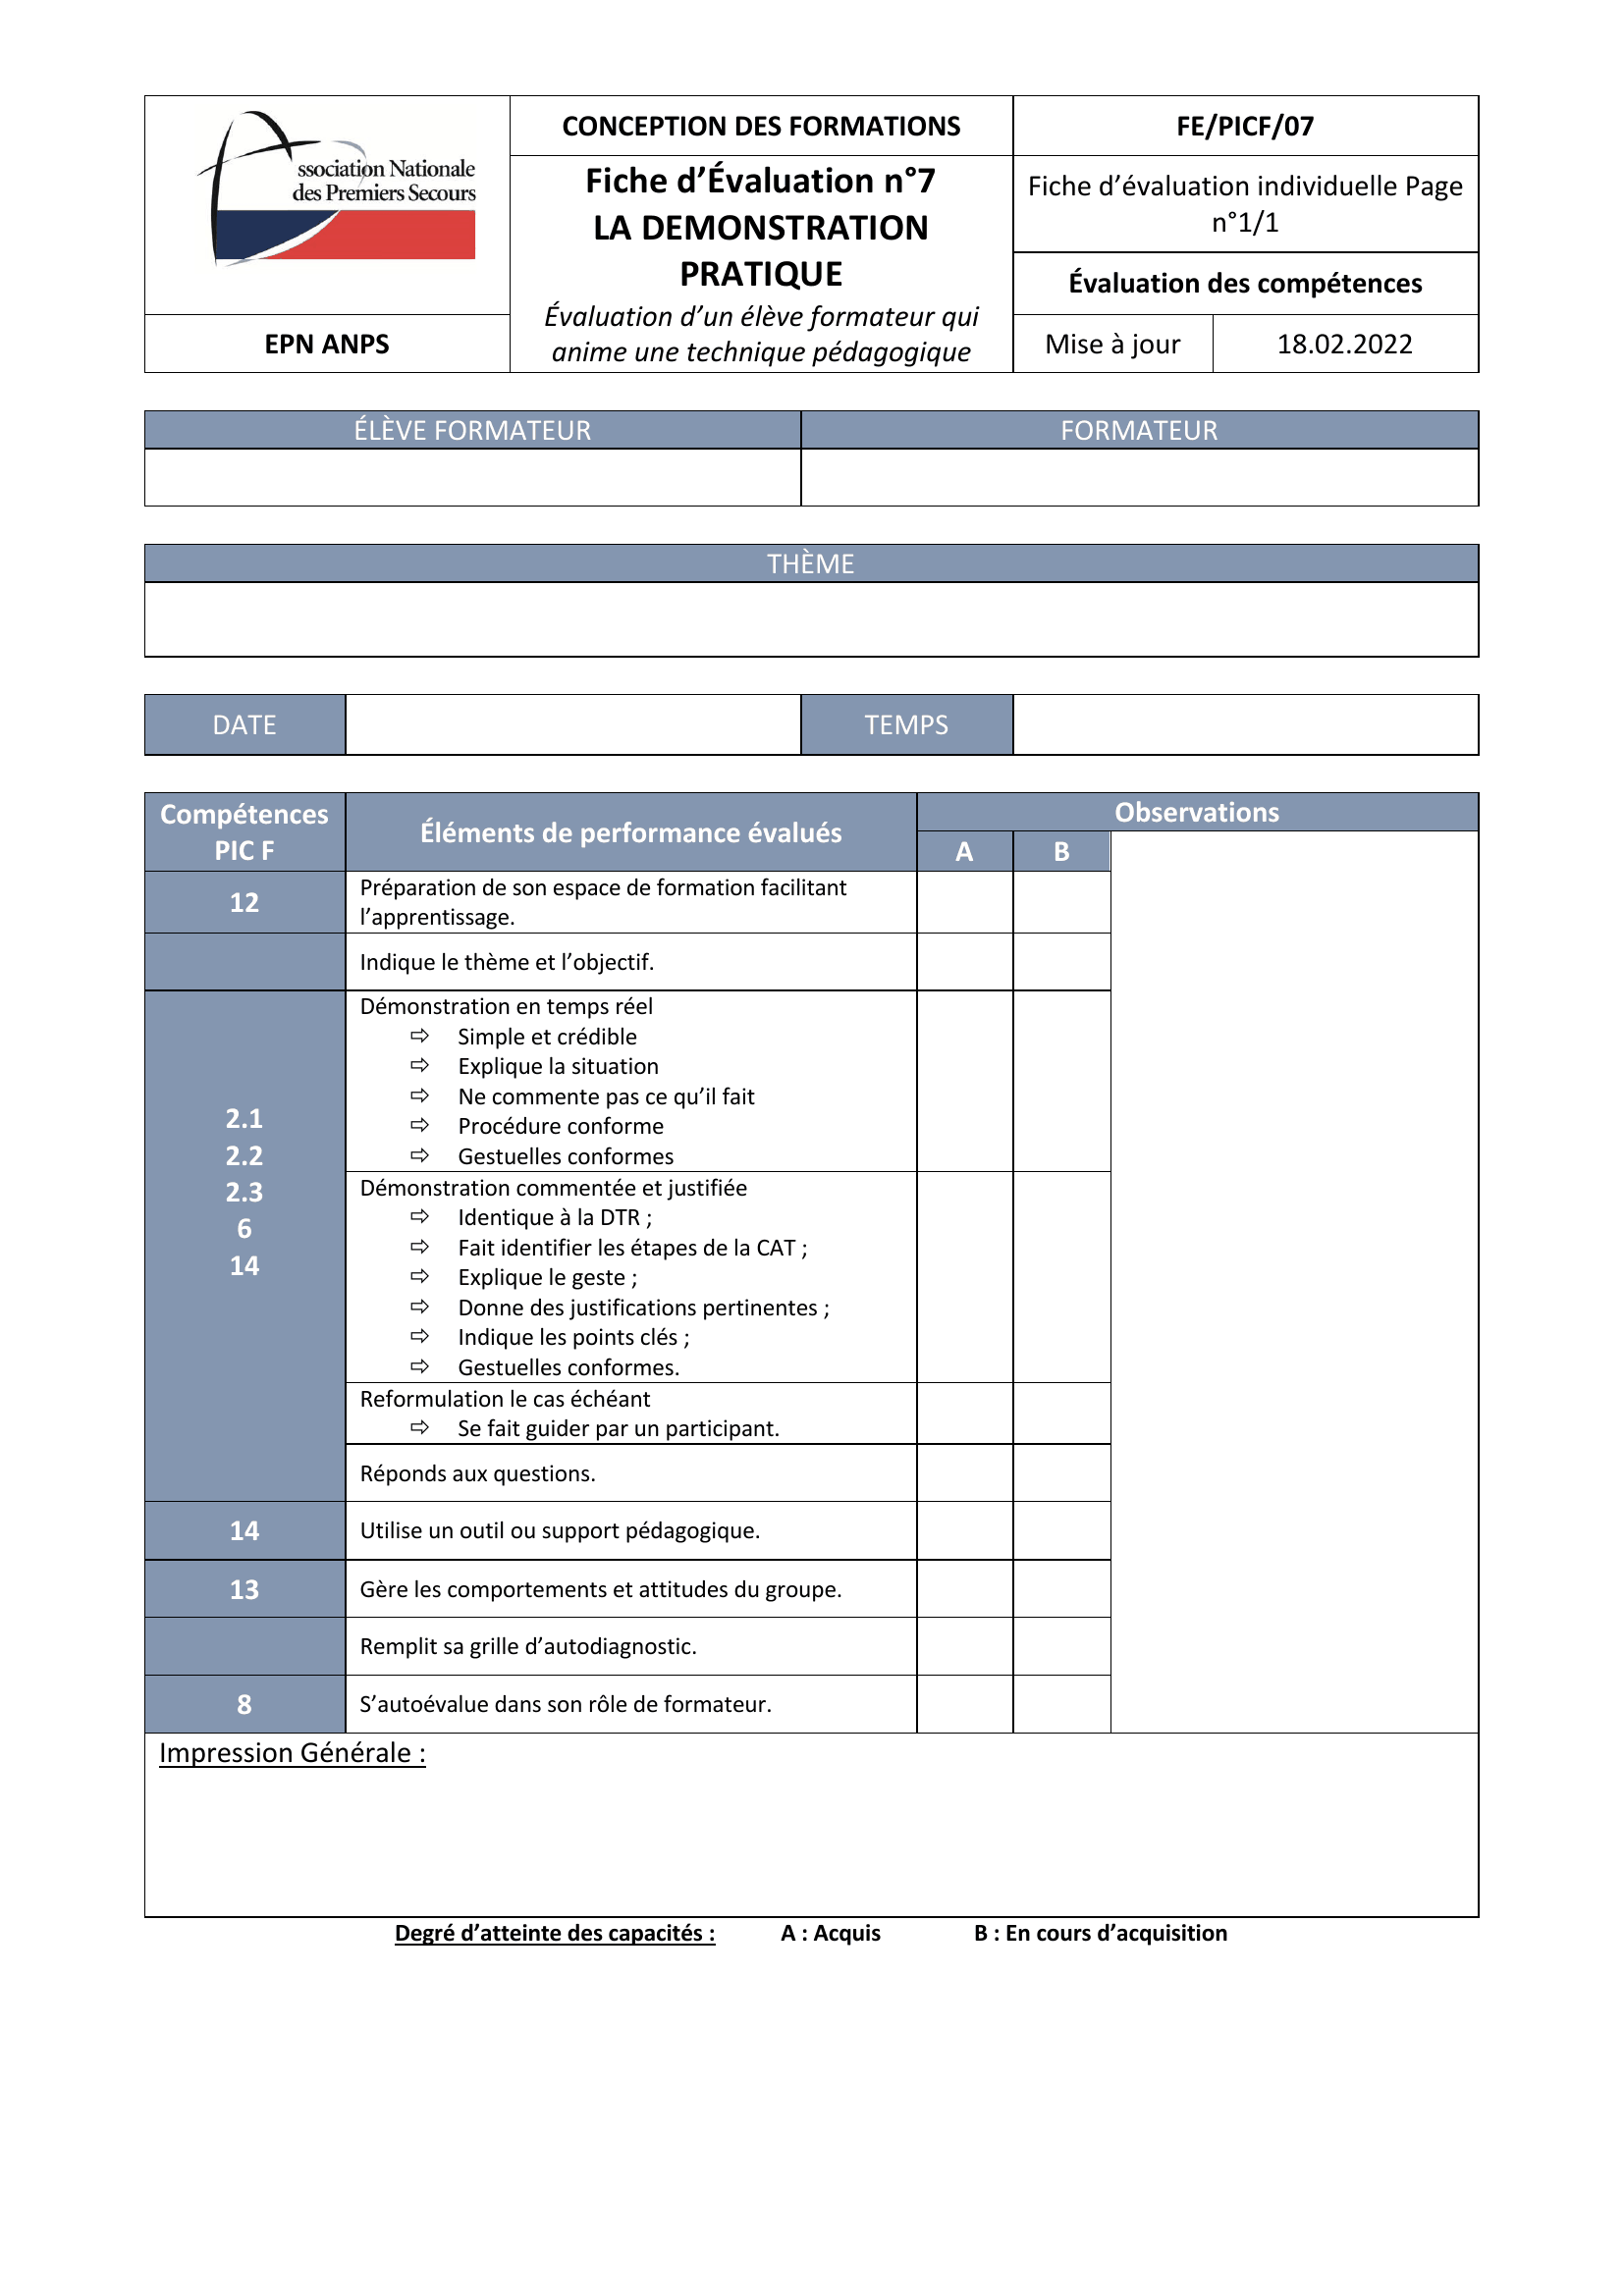 ssociation Nationale
des Premiers Secours
EPN ANPS
CONCEPTION DES FORMATIONS
Fiche d’Évaluation n°7
LA DEMONSTRATION
PRATIQUE
Évaluation d’un élève formateur qui
anime une technique pédagogique
FE/PICF/07
Fiche d’évaluation individuelle Page
n°1/1
Évaluation des compétences
Mise à jour
18.02.2022
ÉLÈVE FORMATEUR
FORMATEUR
THÈME
DATE
TEMPS
Compétences
PIC F
Éléments de performance évalués
Observations
A
B
12
Préparation de son espace de formation facilitant
l’apprentissage.
Indique le thème et l’objectif.
2.1
2.2
2.3
6
14
Démonstration en temps réel
⇨ Simple et crédible
⇨ Explique la situation
⇨ Ne commente pas ce qu’il fait
⇨ Procédure conforme
⇨ Gestuelles conformes
Démonstration commentée et justifiée
⇨ Identique à la DTR ;
⇨ Fait identifier les étapes de la CAT ;
⇨ Explique le geste ;
⇨ Donne des justifications pertinentes ;
⇨ Indique les points clés ;
⇨ Gestuelles conformes.
Reformulation le cas échéant
⇨ Se fait guider par un participant.
Réponds aux questions.
14
Utilise un outil ou support pédagogique.
13
Gère les comportements et attitudes du groupe.
Remplit sa grille d’autodiagnostic.
8
S’autoévalue dans son rôle de formateur.
Impression Générale :
Degré d’atteinte des capacités : A : Acquis B : En cours d’acquisition